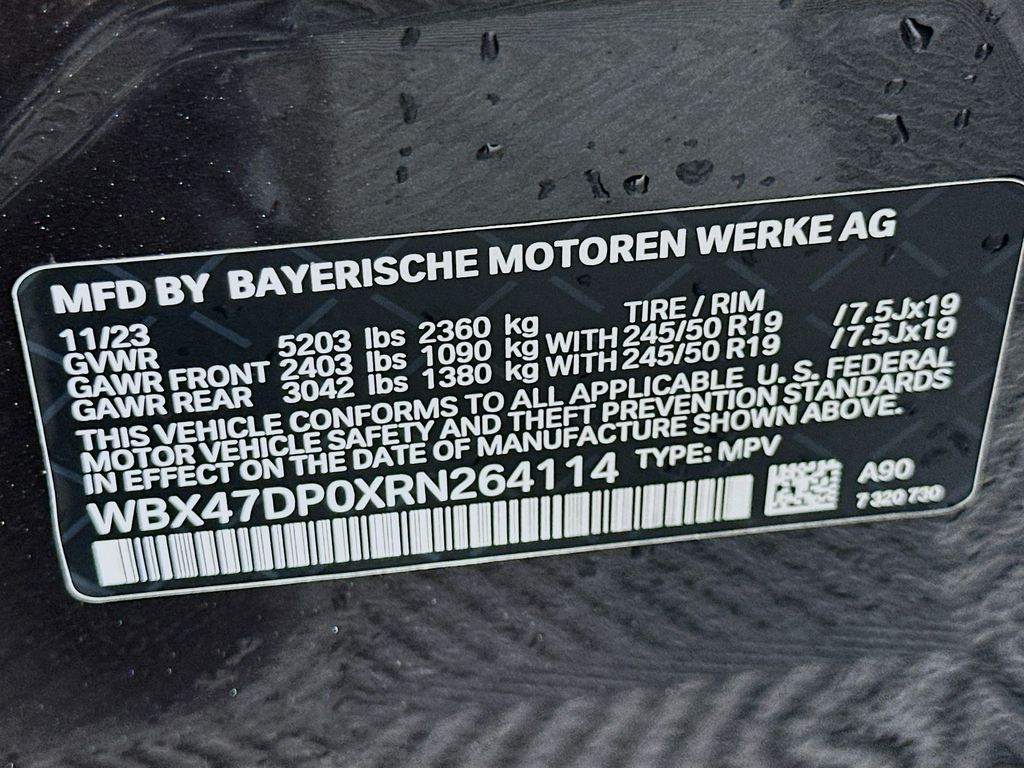 MFD BY BAYERISCHE MOTOREN WERKE AG
11/23 TIRE / RIM
GVWR 5203 lbs 2360 kg
GAWR FRONT 2403 lbs 1090 kg WITH 245/50 R19 /7.5Jx19
GAWR REAR 3042 lbs 1380 kg WITH 245/50 R19 /7.5Jx19
THIS VEHICLE CONFORMS TO ALL APPLICABLE U. S. FEDERAL
MOTOR VEHICLE SAFETY AND THEFT PREVENTION STANDARDS
IN EFFECT ON THE DATE OF MANUFACTURE SHOWN ABOVE.
WBX47DP0XRN264114 TYPE: MPV
A90
7 320 730